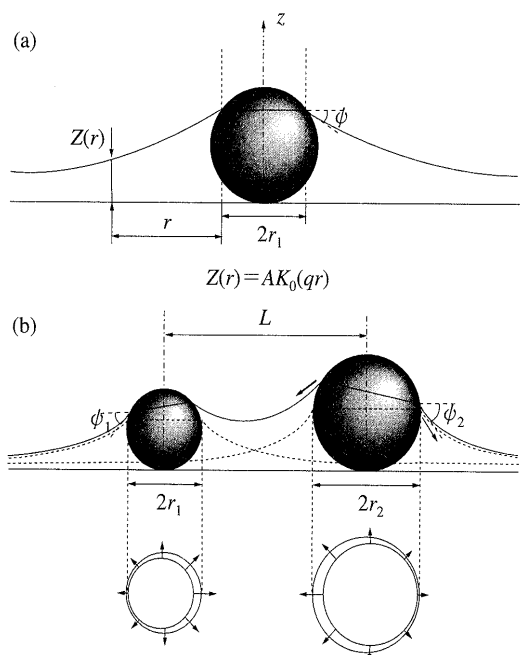 (a)
z
Z(r)
ϕ
r
2r₁
Z(r)=AK₀(qr)
(b)
L
ϕ₁
ϕ₂
2r₁
2r₂